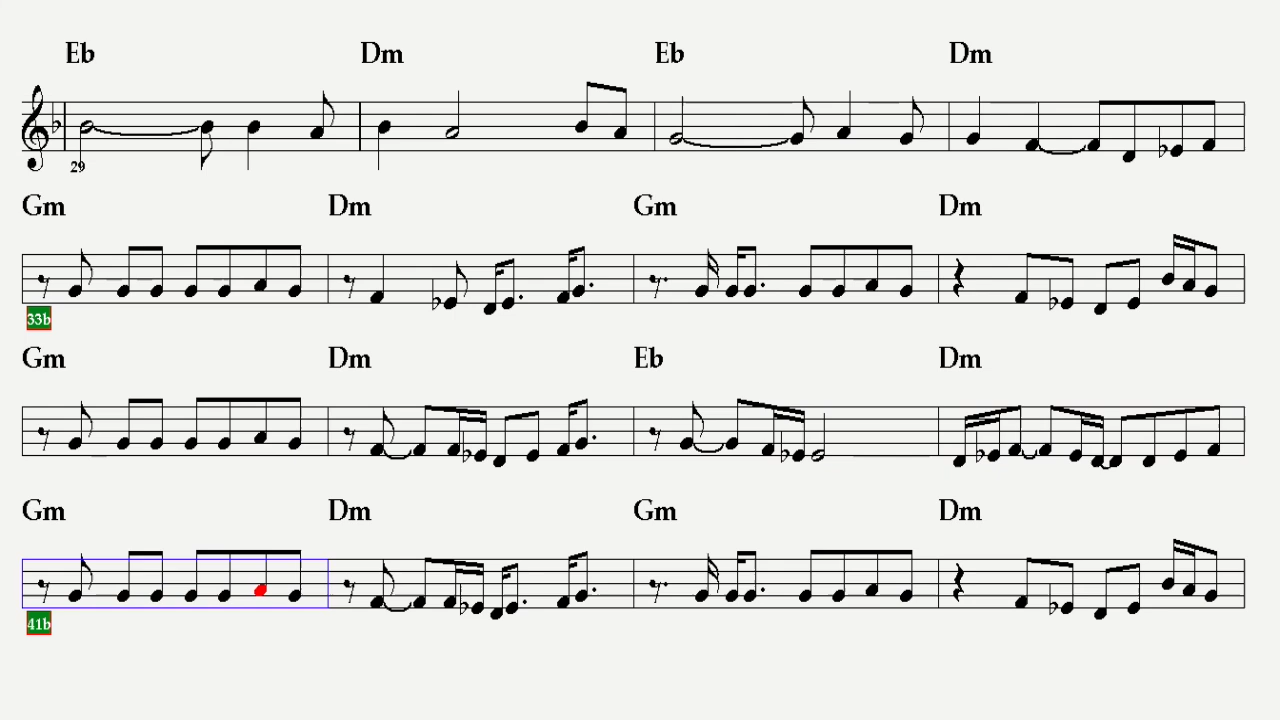 Eb Dm Eb Dm
29
Gm Dm Gm Dm
33b
Gm Dm Eb Dm
Gm Dm Gm Dm
41b